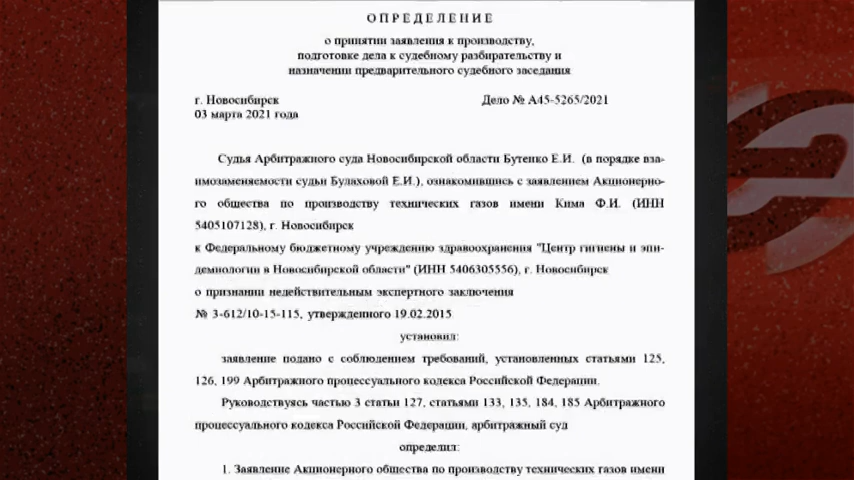 ОПРЕДЕЛЕНИЕ
о принятии заявления к производству,
подготовке дела к судебному разбирательству и
назначении предварительного судебного заседания
г. Новосибирск Дело № А45-5265/2021
03 марта 2021 года
Судья Арбитражного суда Новосибирской области Бутенко Е.И. (в порядке вза-
имозаменяемости судьи Булаховой Е.И.), ознакомившись с заявлением Акционерно-
го общества по производству технических газов имени Кима Ф.И. (ИНН
5405107128), г. Новосибирск
к Федеральному бюджетному учреждению здравоохранения "Центр гигиены и эпи-
демиологии в Новосибирской области" (ИНН 5406305556), г. Новосибирск
о признании недействительным экспертного заключения
№ 3-612/10-15-115, утвержденного 19.02.2015
установил:
заявление подано с соблюдением требований, установленных статьями 125,
126, 199 Арбитражного процессуального кодекса Российской Федерации.
Руководствуясь частью 3 статьи 127, статьями 133, 135, 184, 185 Арбитражного
процессуального кодекса Российской Федерации, арбитражный суд
определил:
1. Заявление Акционерного общества по производству технических газов имени